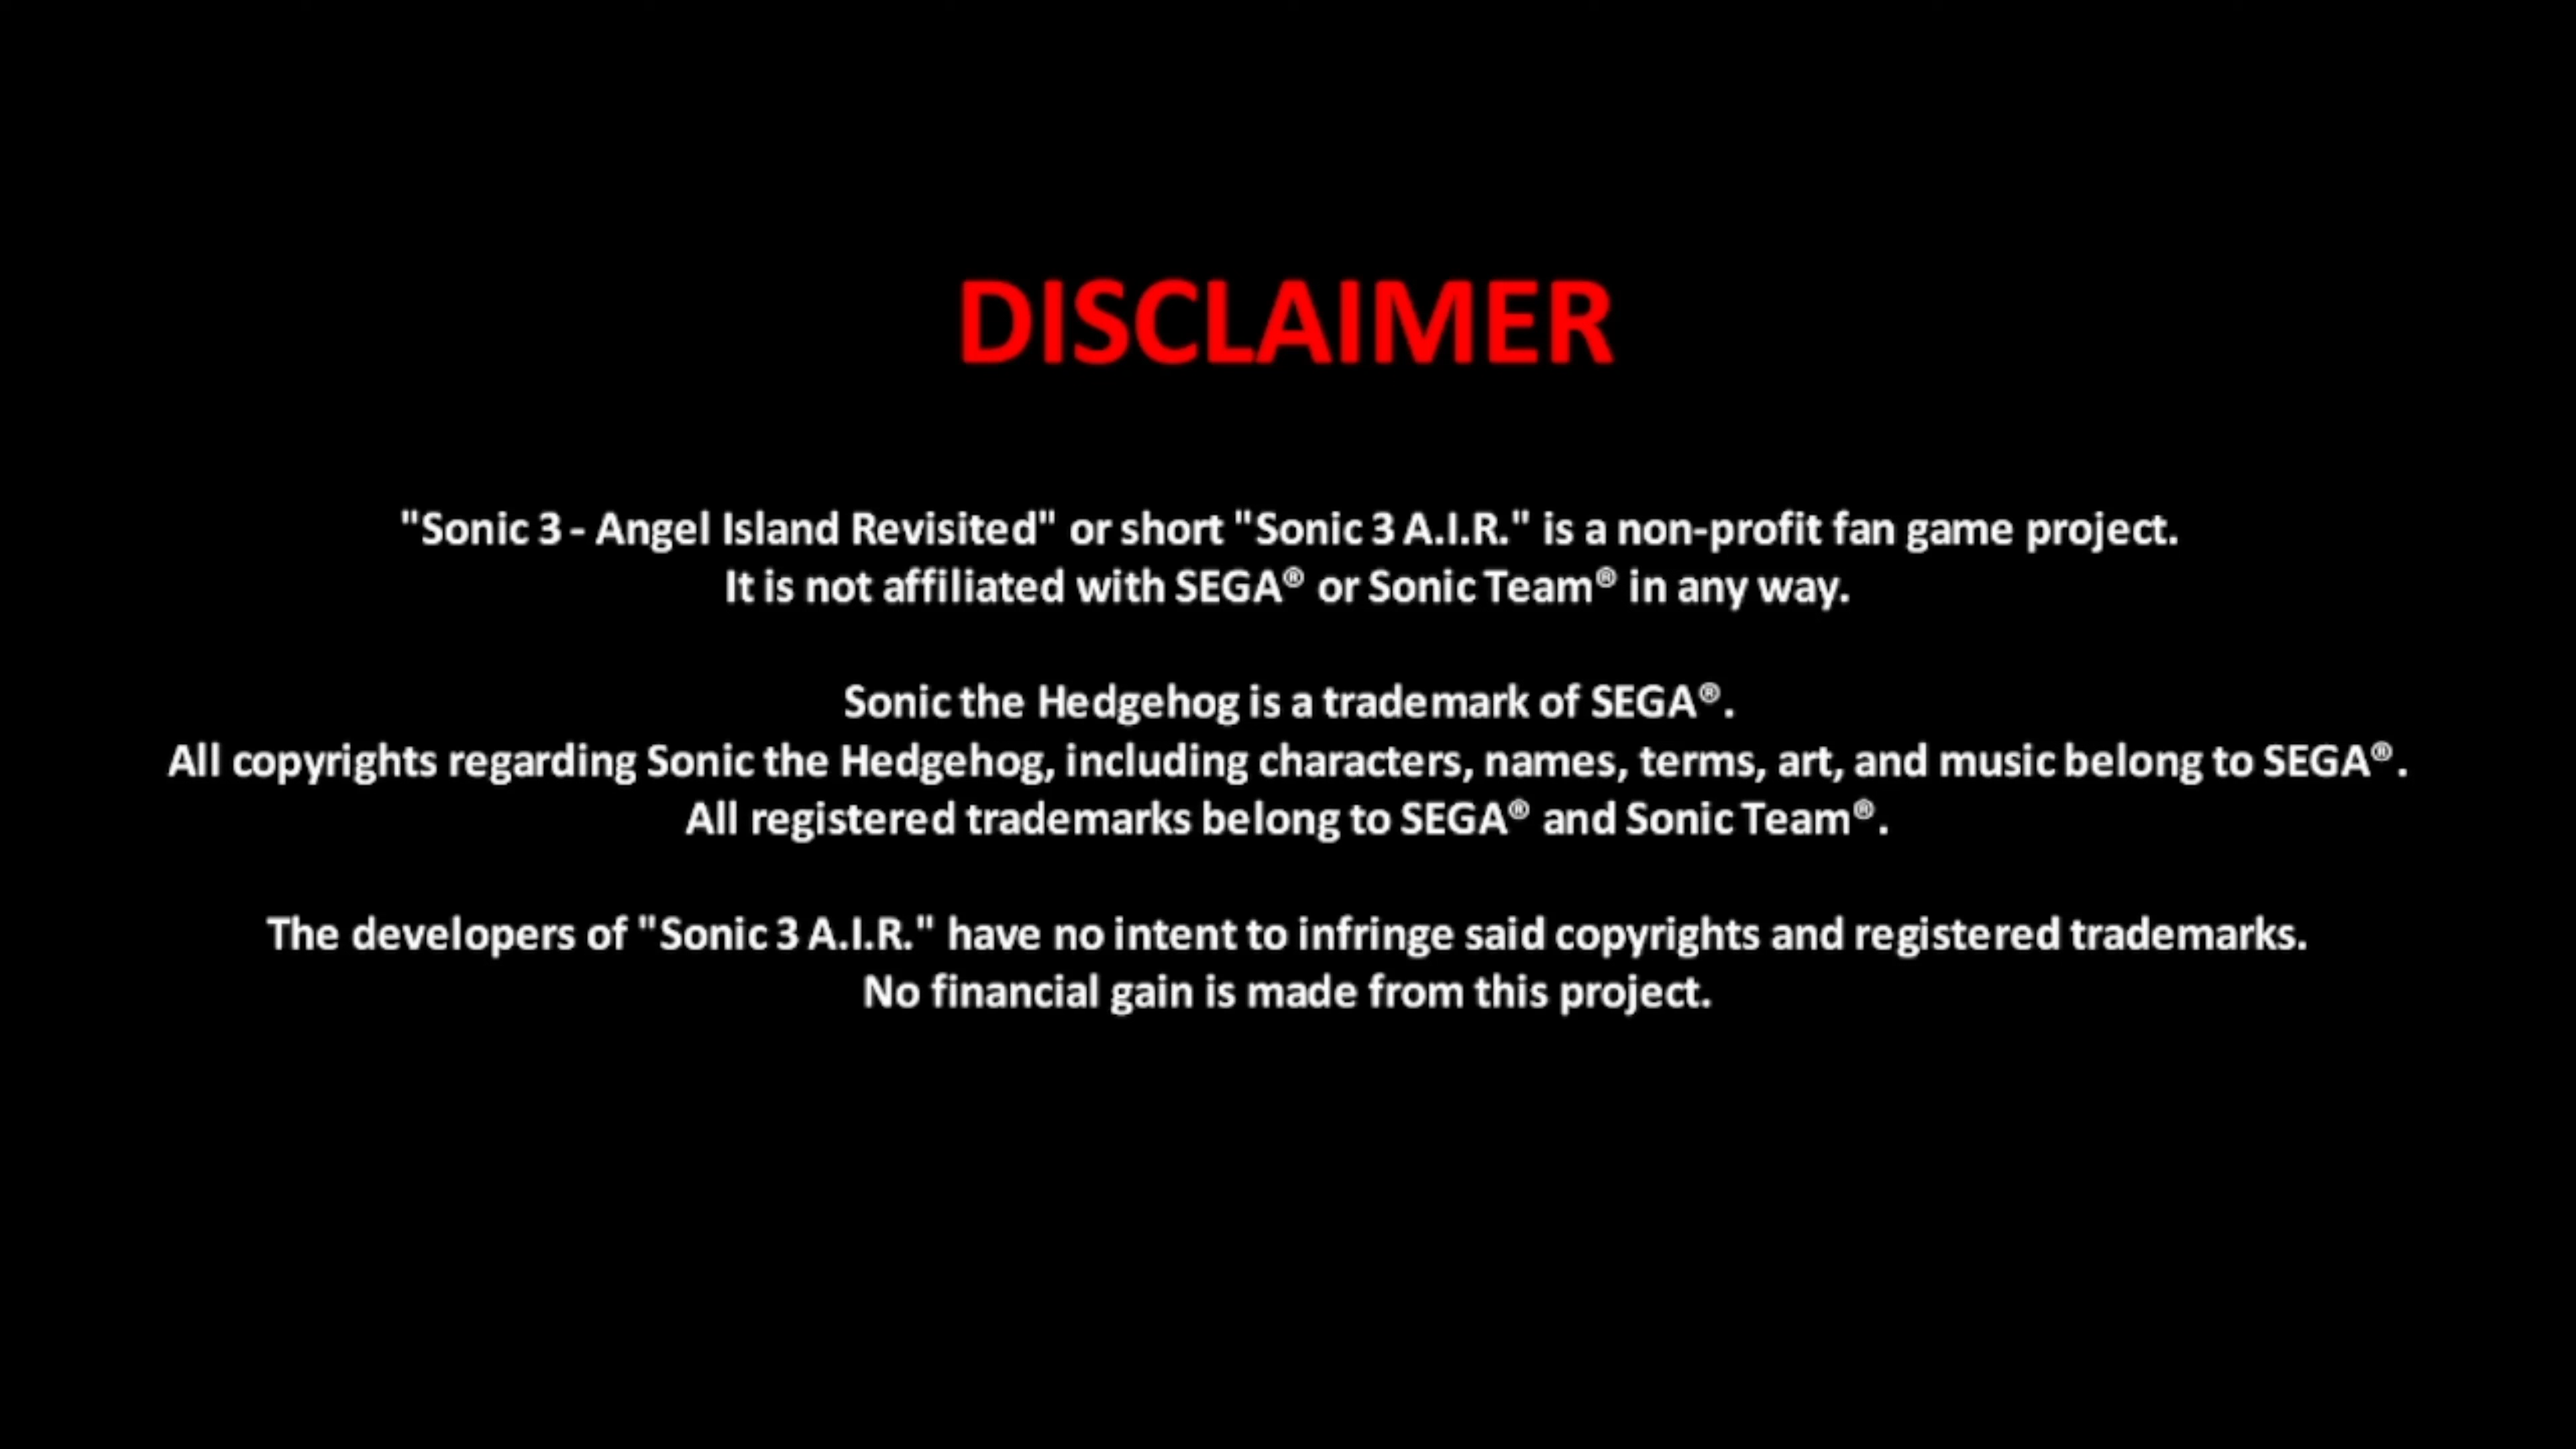 DISCLAIMER
"Sonic 3 - Angel Island Revisited" or short "Sonic 3 A.I.R." is a non-profit fan game project.
It is not affiliated with SEGA® or Sonic Team® in any way.
Sonic the Hedgehog is a trademark of SEGA®.
All copyrights regarding Sonic the Hedgehog, including characters, names, terms, art, and music belong to SEGA®.
All registered trademarks belong to SEGA® and Sonic Team®.
The developers of "Sonic 3 A.I.R." have no intent to infringe said copyrights and registered trademarks.
No financial gain is made from this project.